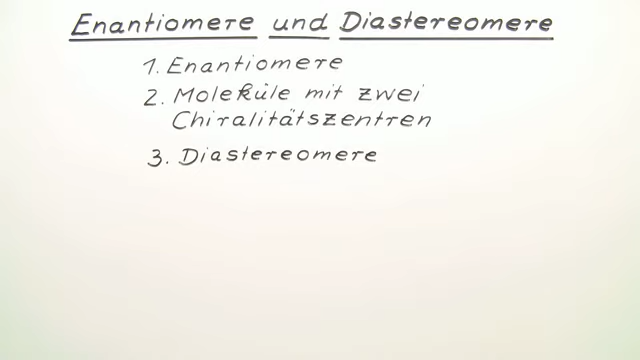 Enantiomere und Diastereomere
1. Enantiomere
2. Moleküle mit zwei
Chiralitätszentren
3. Diastereomere